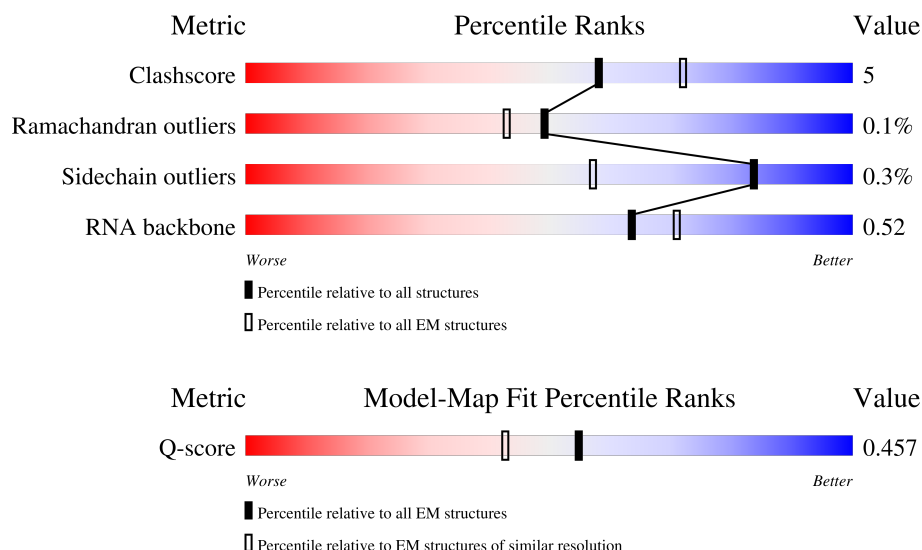 Metric Percentile Ranks Value
Clashscore 5
Ramachandran outliers 0.1%
Sidechain outliers 0.3%
RNA backbone 0.52
Worse Better
Percentile relative to all structures
Percentile relative to all EM structures
Metric Model-Map Fit Percentile Ranks Value
Q-score 0.457
Worse Better
Percentile relative to all EM structures
Percentile relative to EM structures of similar resolution